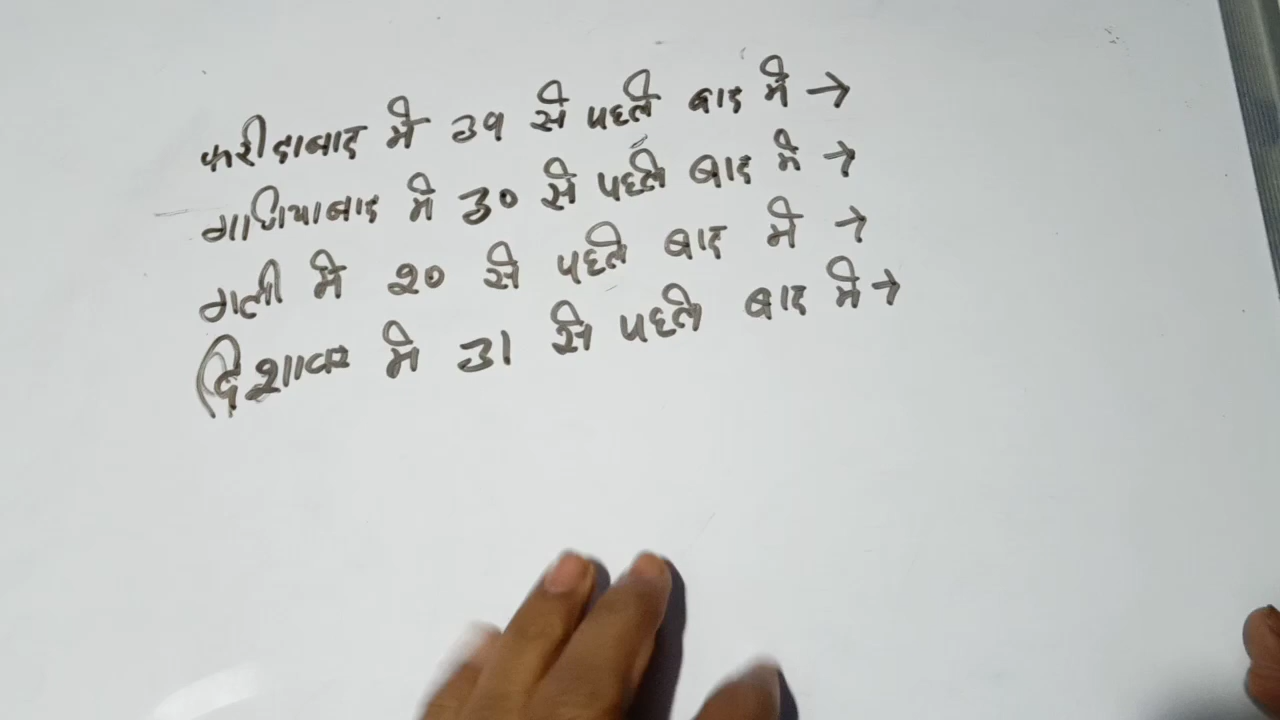 फरीदाबाद में 39 से पहले बाद में →
गाजियाबाद में 30 से पहले बाद में →
गली में 20 से पहले बाद में →
दिशावर में 31 से पहले बाद में →